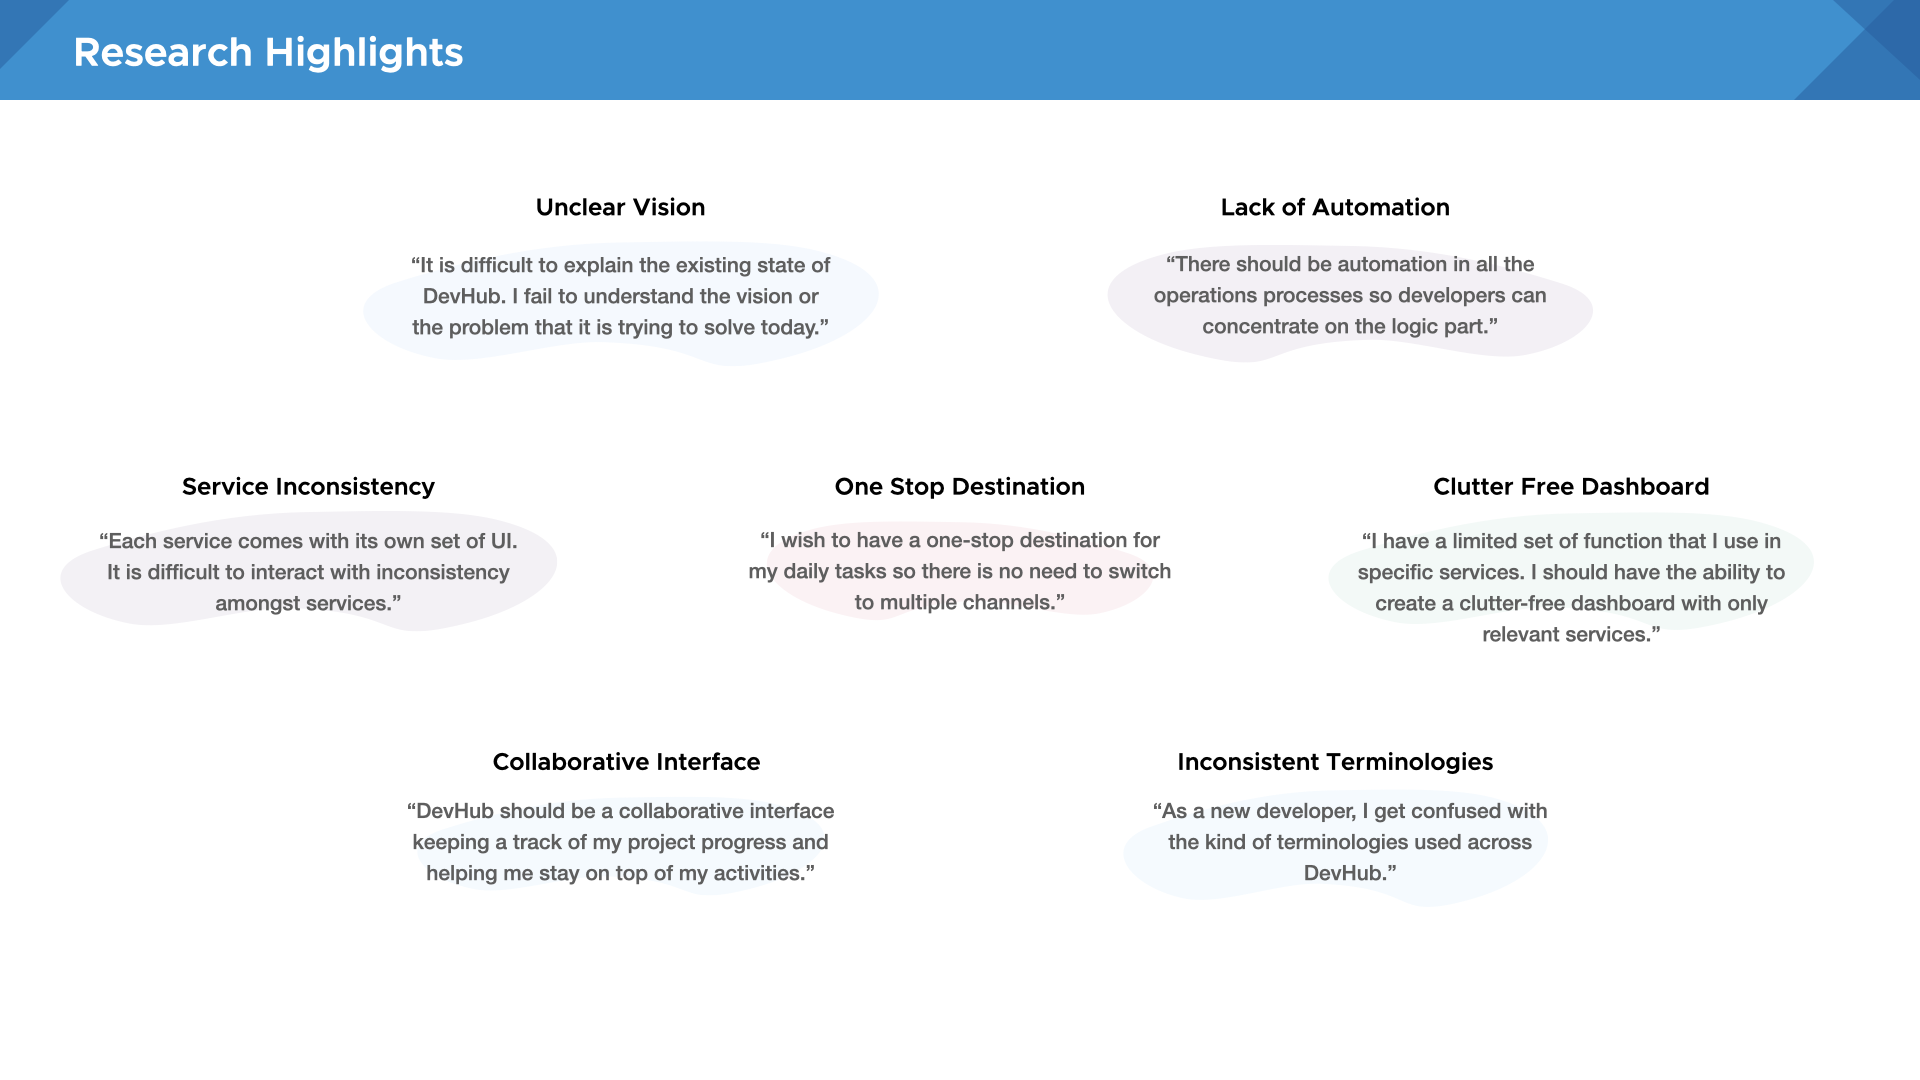 Research Highlights
Unclear Vision
“It is difficult to explain the existing state of
DevHub. I fail to understand the vision or
the problem that it is trying to solve today.”
Lack of Automation
“There should be automation in all the
operations processes so developers can
concentrate on the logic part.”
Service Inconsistency
“Each service comes with its own set of UI.
It is difficult to interact with inconsistency
amongst services.”
One Stop Destination
“I wish to have a one-stop destination for
my daily tasks so there is no need to switch
to multiple channels.”
Clutter Free Dashboard
“I have a limited set of function that I use in
specific services. I should have the ability to
create a clutter-free dashboard with only
relevant services.”
Collaborative Interface
“DevHub should be a collaborative interface
keeping a track of my project progress and
helping me stay on top of my activities.”
Inconsistent Terminologies
“As a new developer, I get confused with
the kind of terminologies used across
DevHub.”